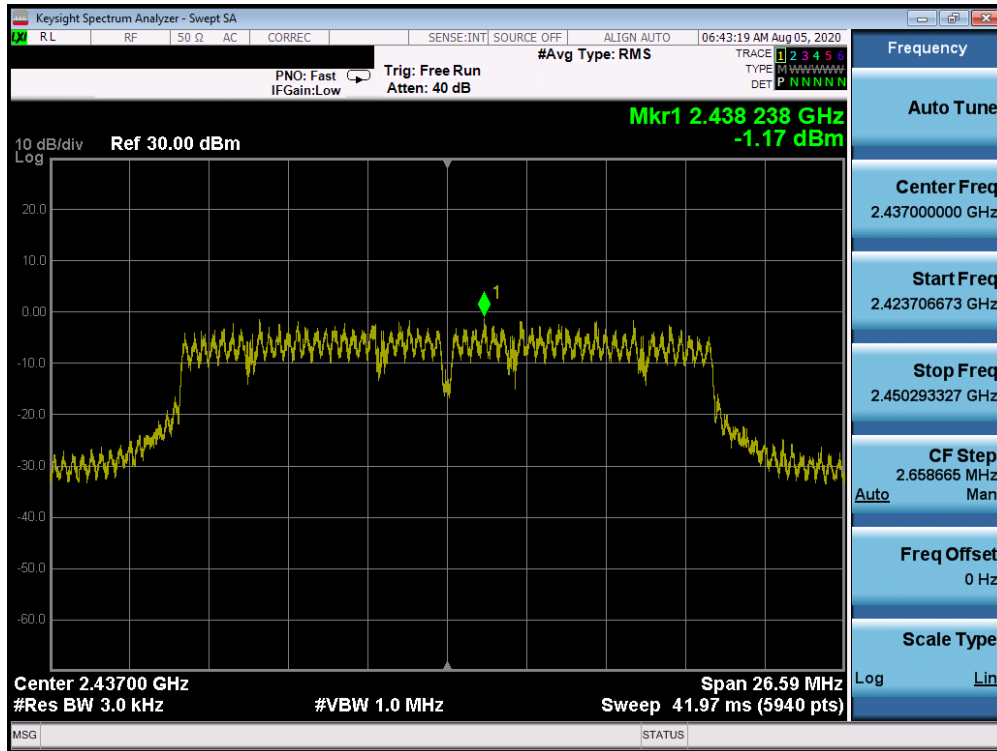 Keysight Spectrum Analyzer - Swept SA
LXI RL RF 50 Ω AC CORREC SENSE:INT SOURCE OFF ALIGN AUTO 06:43:19 AM Aug 05, 2020
#Avg Type: RMS
TRACE 1 2 3 4 5 6
PNO: Fast Trig: Free Run TYPE M WWWWW
IFGain:Low Atten: 40 dB DET P N N N N N
Mkr1 2.438 238 GHz
-1.17 dBm
10 dB/div Ref 30.00 dBm
Log
20.0
10.0
0.00
-10.0
-20.0
-30.0
-40.0
-50.0
-60.0
1
Center 2.43700 GHz Span 26.59 MHz
#Res BW 3.0 kHz #VBW 1.0 MHz Sweep 41.97 ms (5940 pts)
MSG STATUS
Frequency
Auto Tune
Center Freq
2.437000000 GHz
Start Freq
2.423706673 GHz
Stop Freq
2.450293327 GHz
CF Step
2.658665 MHz
Auto Man
Freq Offset
0 Hz
Scale Type
Log Lin